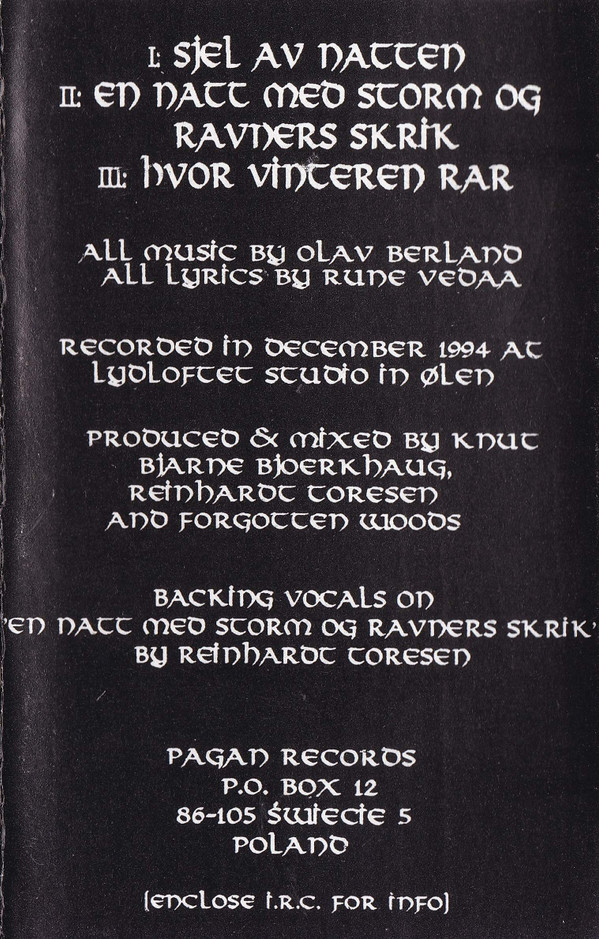 I: Sjel av natten
II: En natt med storm og
ravners skrik
III: Hvor vinteren rar
All music by Olav Berland
All lyrics by Rune Vedaa
Recorded in December 1994 at
Lydloftet Studio in Ølen
Produced & mixed by Knut
Bjarne Bjoerkhaug,
Reinhardt Toresen
and Forgotten Woods
Backing vocals on
'En natt med storm og ravners skrik'
by Reinhardt Toresen
Pagan Records
P.O. Box 12
86-105 Świecie 5
Poland
(enclose I.R.C. for info)